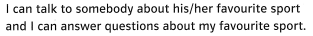 I can talk to somebody about his/her favourite sport
and I can answer questions about my favourite sport.